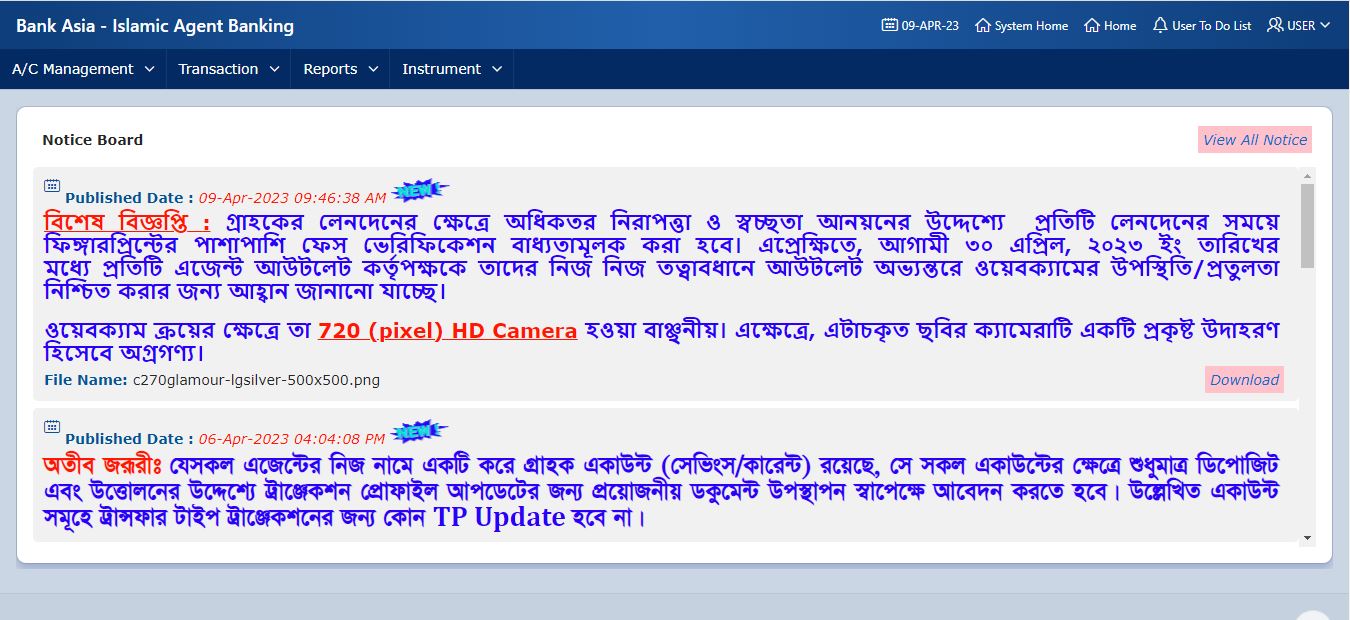 Bank Asia - Islamic Agent Banking
09-APR-23 System Home Home User To Do List USER
A/C Management Transaction Reports Instrument
Notice Board
View All Notice
Published Date : 09-Apr-2023 09:46:38 AM NEW!
বিশেষ বিজ্ঞপ্তি : গ্রাহকের লেনদেনের ক্ষেত্রে অধিকতর নিরাপত্তা ও স্বচ্ছতা আনয়নের উদ্দেশ্যে প্রতিটি লেনদেনের সময়ে
ফিঙ্গারপ্রিন্টের পাশাপাশি ফেস ভেরিফিকেশন বাধ্যতামূলক করা হবে। এপ্রেক্ষিতে, আগামী ৩০ এপ্রিল, ২০২৩ ইং তারিখের
মধ্যে প্রতিটি এজেন্ট আউটলেট কর্তৃপক্ষকে তাদের নিজ নিজ তত্ত্বাবধানে আউটলেট অভ্যন্তরে ওয়েবক্যামের উপস্থিতি/প্রতুলতা
নিশ্চিত করার জন্য আহ্বান জানানো যাচ্ছে।
ওয়েবক্যাম ক্রয়ের ক্ষেত্রে তা 720 (pixel) HD Camera হওয়া বাঞ্ছনীয়। এক্ষেত্রে, এটাচকৃত ছবির ক্যামেরাটি একটি প্রকৃষ্ট উদাহরণ
হিসেবে অগ্রগণ্য।
File Name: c270glamour-lgsilver-500x500.png
Download
Published Date : 06-Apr-2023 04:04:08 PM NEW!
অতীব জরূরীঃ যেসকল এজেন্টের নিজ নামে একটি করে গ্রাহক একাউন্ট (সেভিংস/কারেন্ট) রয়েছে, সে সকল একাউন্টের ক্ষেত্রে শুধুমাত্র ডিপোজিট
এবং উত্তোলনের উদ্দেশ্যে ট্রাঞ্জেকশন প্রোফাইল আপডেটের জন্য প্রয়োজনীয় ডকুমেন্ট উপস্থাপন স্বাপেক্ষে আবেদন করতে হবে। উল্লেখিত একাউন্ট
সমূহে ট্রান্সফার টাইপ ট্রাঞ্জেকশনের জন্য কোন TP Update হবে না।